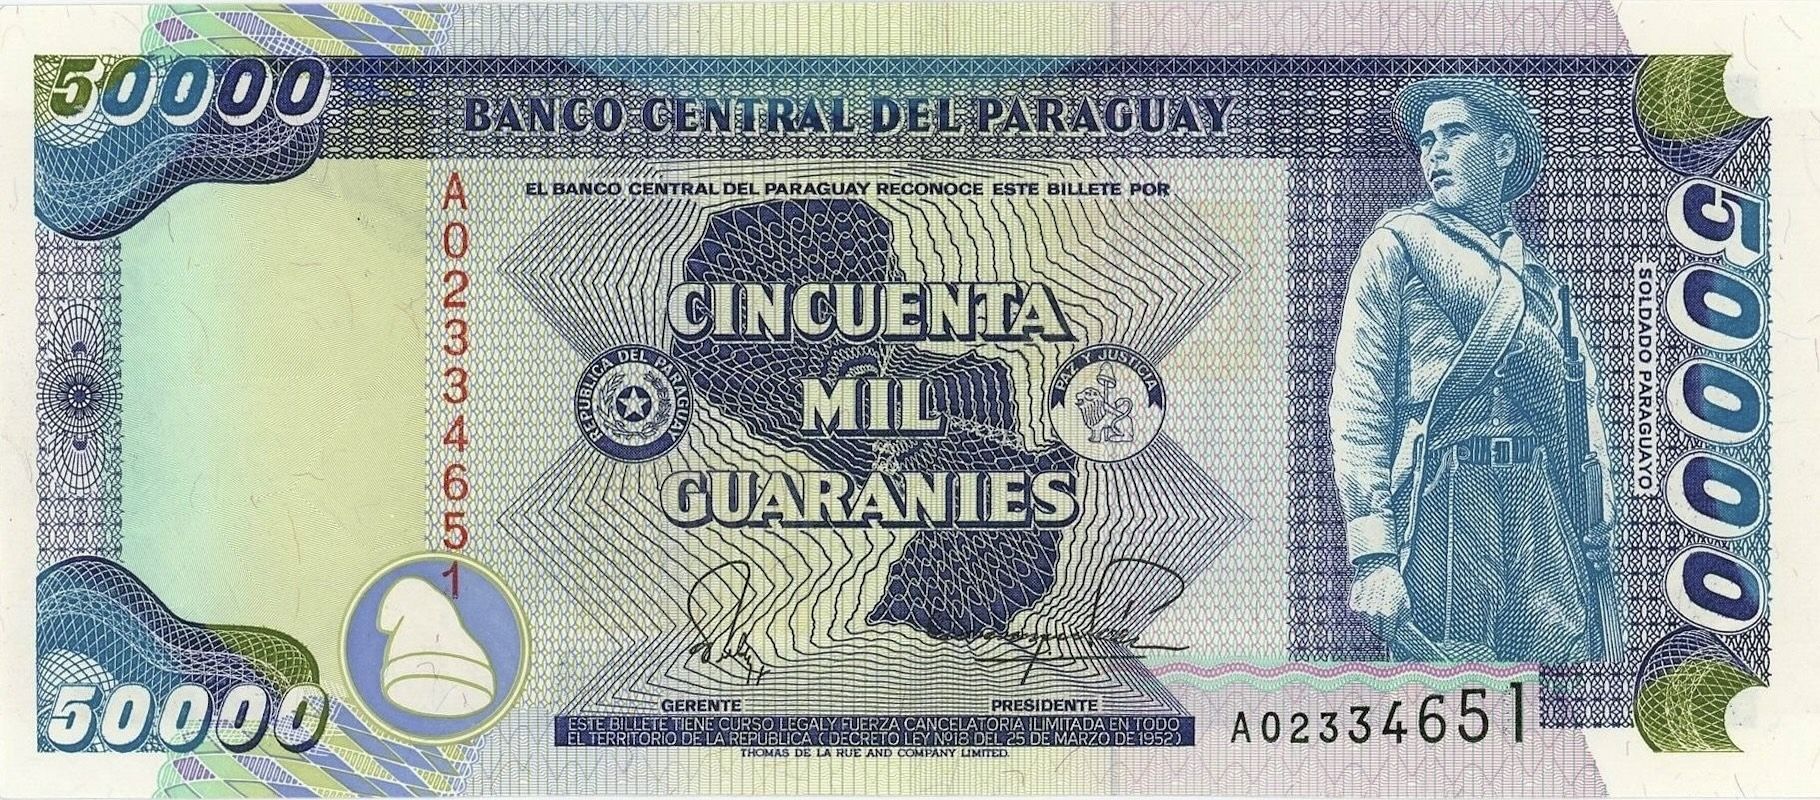 50000
BANCO CENTRAL DEL PARAGUAY
EL BANCO CENTRAL DEL PARAGUAY RECONOCE ESTE BILLETE POR
A02334651
CINCUENTA
MIL
GUARANIES
REPUBLICA DEL PARAGUAY
PAZ Y JUSTICIA
SOLDADO PARAGUAYO
50000
50000
GERENTE
PRESIDENTE
ESTE BILLETE TIENE CURSO LEGAL Y FUERZA CANCELATORIA ILIMITADA EN TODO
EL TERRITORIO DE LA REPUBLICA (DECRETO LEY Nº18 DEL 25 DE MARZO DE 1952)
THOMAS DE LA RUE AND COMPANY LIMITED.
A02334651